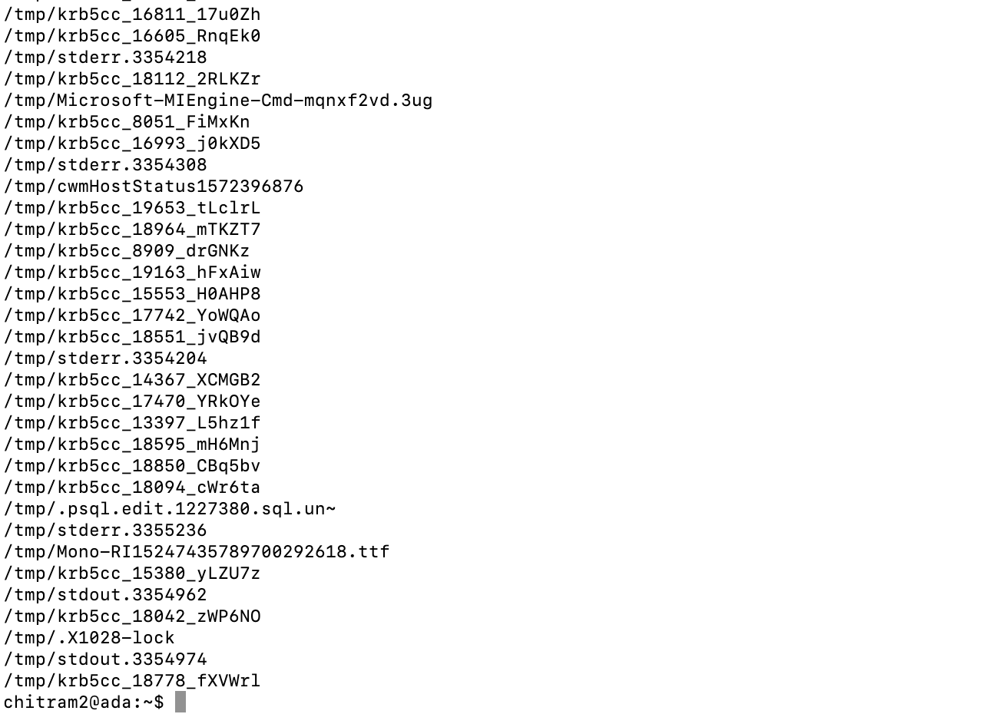 /tmp/krb5cc_16811_17u0Zh
/tmp/krb5cc_16605_RnqEk0
/tmp/stderr.3354218
/tmp/krb5cc_18112_2RLKZr
/tmp/Microsoft-MIEngine-Cmd-mqnxf2vd.3ug
/tmp/krb5cc_8051_FiMxKn
/tmp/krb5cc_16993_j0kXD5
/tmp/stderr.3354308
/tmp/cwmHostStatus1572396876
/tmp/krb5cc_19653_tLclrL
/tmp/krb5cc_18964_mTKZT7
/tmp/krb5cc_8909_drGNKz
/tmp/krb5cc_19163_hFxAiw
/tmp/krb5cc_15553_H0AHP8
/tmp/krb5cc_17742_YoWQAo
/tmp/krb5cc_18551_jvQB9d
/tmp/stderr.3354204
/tmp/krb5cc_14367_XCMGB2
/tmp/krb5cc_17470_YRkOYe
/tmp/krb5cc_13397_L5hz1f
/tmp/krb5cc_18595_mH6Mnj
/tmp/krb5cc_18850_CBq5bv
/tmp/krb5cc_18094_cWr6ta
/tmp/.psql.edit.1227380.sql.un~
/tmp/stderr.3355236
/tmp/Mono-RI15247435789700292618.ttf
/tmp/krb5cc_15380_yLZU7z
/tmp/stdout.3354962
/tmp/krb5cc_18042_zWP6NO
/tmp/.X1028-lock
/tmp/stdout.3354974
/tmp/krb5cc_18778_fXVWrl
chitram2@ada:~$